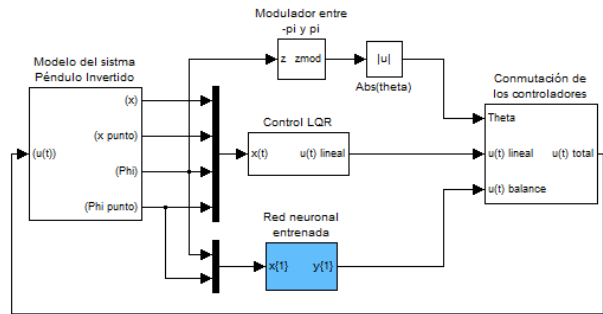 Modulador entre
-pi y pi
z zmod
|u|
Abs(theta)
Modelo del sistma
Péndulo Invertido
(u(t))
(x)
(x punto)
(Phi)
(Phi punto)
Control LQR
x(t) u(t) lineal
Red neuronal
entrenada
x{1} y{1}
Conmutación de
los controladores
Theta
u(t) lineal u(t) total
u(t) balance